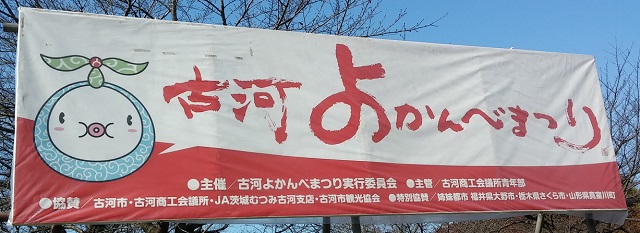 古河よかんべまつり
●主催／古河よかんべまつり実行委員会 ●主管／古河商工会議所青年部
●協賛／古河市・古河商工会議所・JA茨城むつみ古河支店・古河市観光協会 ●特別協賛／姉妹都市 福井県大野市・栃木県さくら市・山形県真室川町